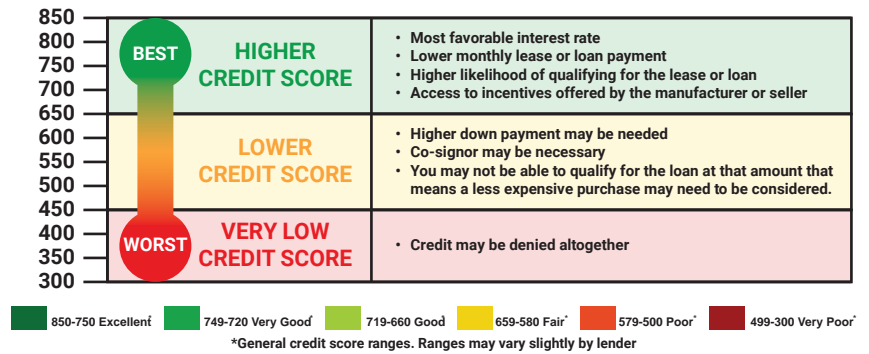 850
800
750
700
650
600
550
500
450
400
350
300
BEST
WORST
HIGHER
CREDIT SCORE
• Most favorable interest rate
• Lower monthly lease or loan payment
• Higher likelihood of qualifying for the lease or loan
• Access to incentives offered by the manufacturer or seller
LOWER
CREDIT SCORE
• Higher down payment may be needed
• Co-signor may be necessary
• You may not be able to qualify for the loan at that amount that
means a less expensive purchase may need to be considered.
VERY LOW
CREDIT SCORE
• Credit may be denied altogether
850-750 Excellent* 749-720 Very Good* 719-660 Good* 659-580 Fair* 579-500 Poor* 499-300 Very Poor*
*General credit score ranges. Ranges may vary slightly by lender